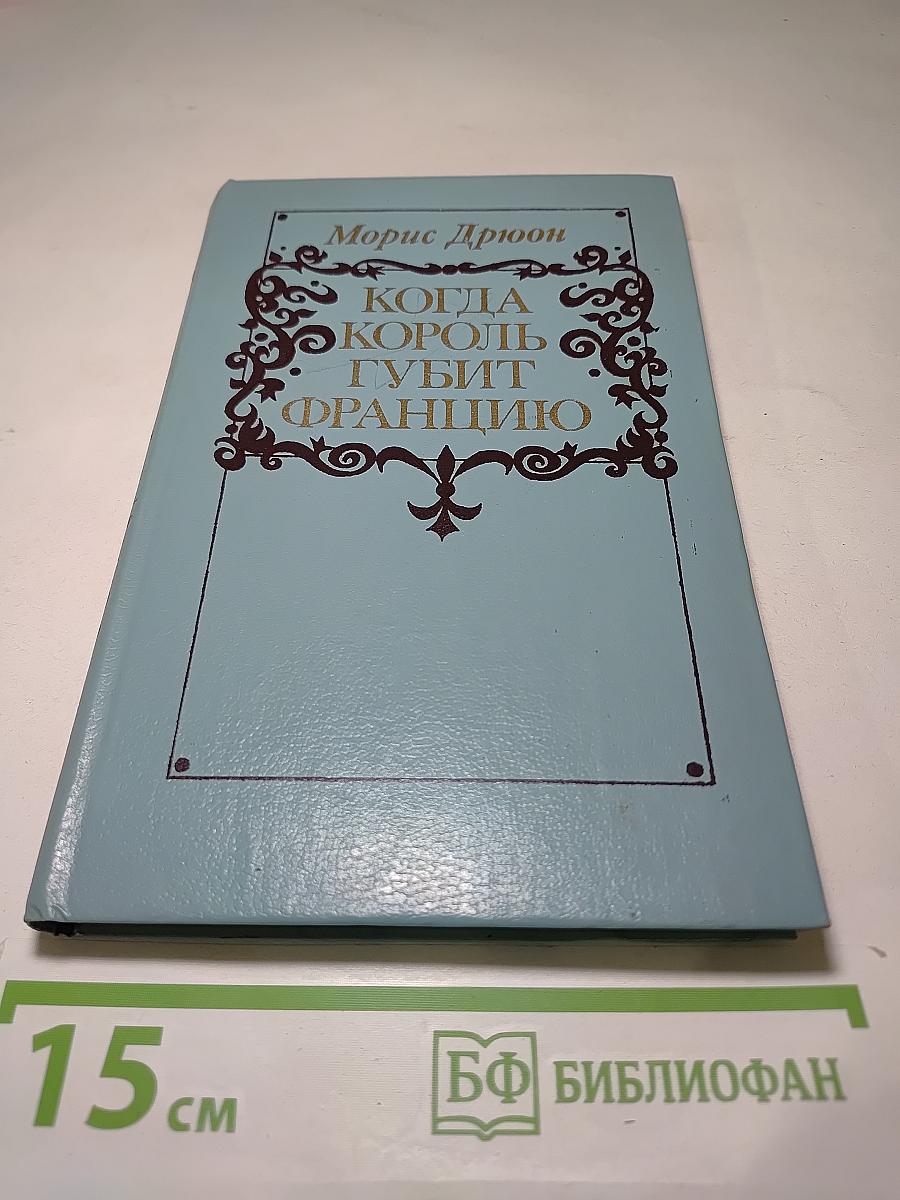 Морис Дрюон
КОГДА
КОРОЛЬ
ГУБИТ
ФРАНЦИЮ
15 см
БФ БИБЛИОФАН